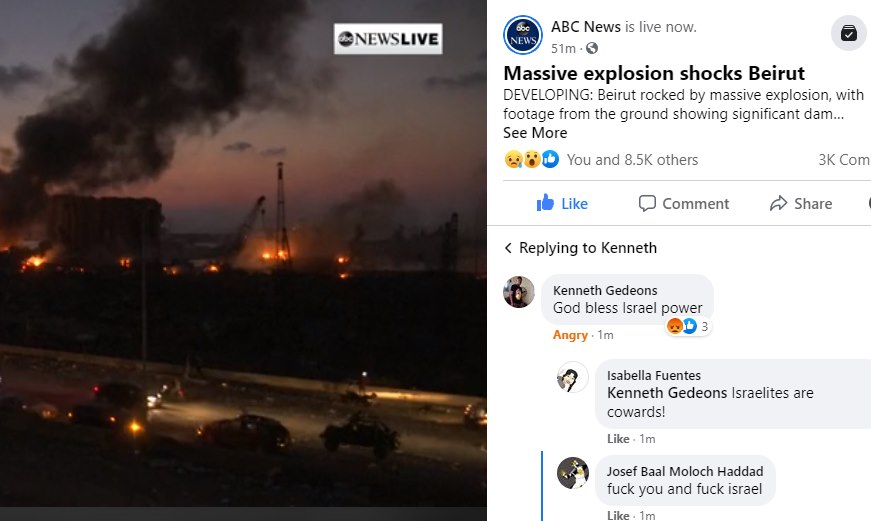 abc NEWS LIVE
abc NEWS
ABC News is live now.
51m ·
Massive explosion shocks Beirut
DEVELOPING: Beirut rocked by massive explosion, with
footage from the ground showing significant dam...
See More
You and 8.5K others
3K Com
Like
Comment
Share
Replying to Kenneth
Kenneth Gedeons
God bless Israel power
3
Angry · 1m
Isabella Fuentes
Kenneth Gedeons Israelites are
cowards!
Like · 1m
Josef Baal Moloch Haddad
fuck you and fuck israel
Like · 1m